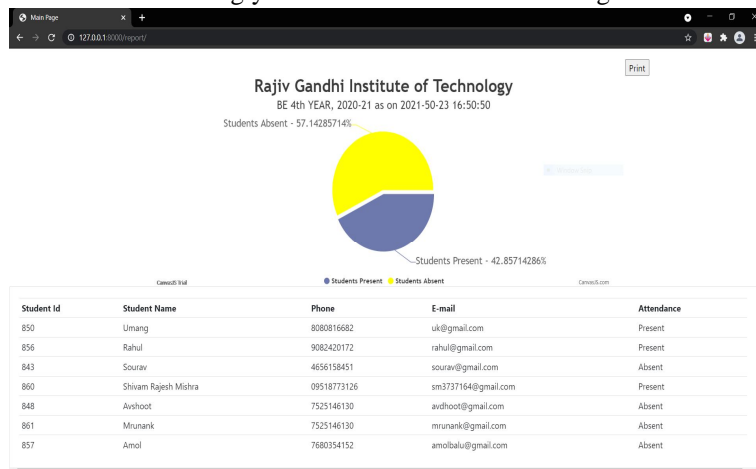 Main Page
127.0.0.1:8000/report/
Print
Rajiv Gandhi Institute of Technology
BE 4th YEAR, 2020-21 as on 2021-50-23 16:50:50
Students Absent - 57.14285714%
Students Present - 42.85714286%
CanvasJS Trial Students Present Students Absent CanvasJS.com
Student Id Student Name Phone E-mail Attendance
850 Umang 8080816682 uk@gmail.com Present
856 Rahul 9082420172 rahul@gmail.com Present
843 Sourav 4656158451 sourav@gmail.com Absent
860 Shivam Rajesh Mishra 09518773126 sm3737164@gmail.com Present
848 Avshoot 7525146130 avdhoot@gmail.com Absent
861 Mrunank 7525146130 mrunank@gmail.com Absent
857 Amol 7680354152 amolbalu@gmail.com Absent